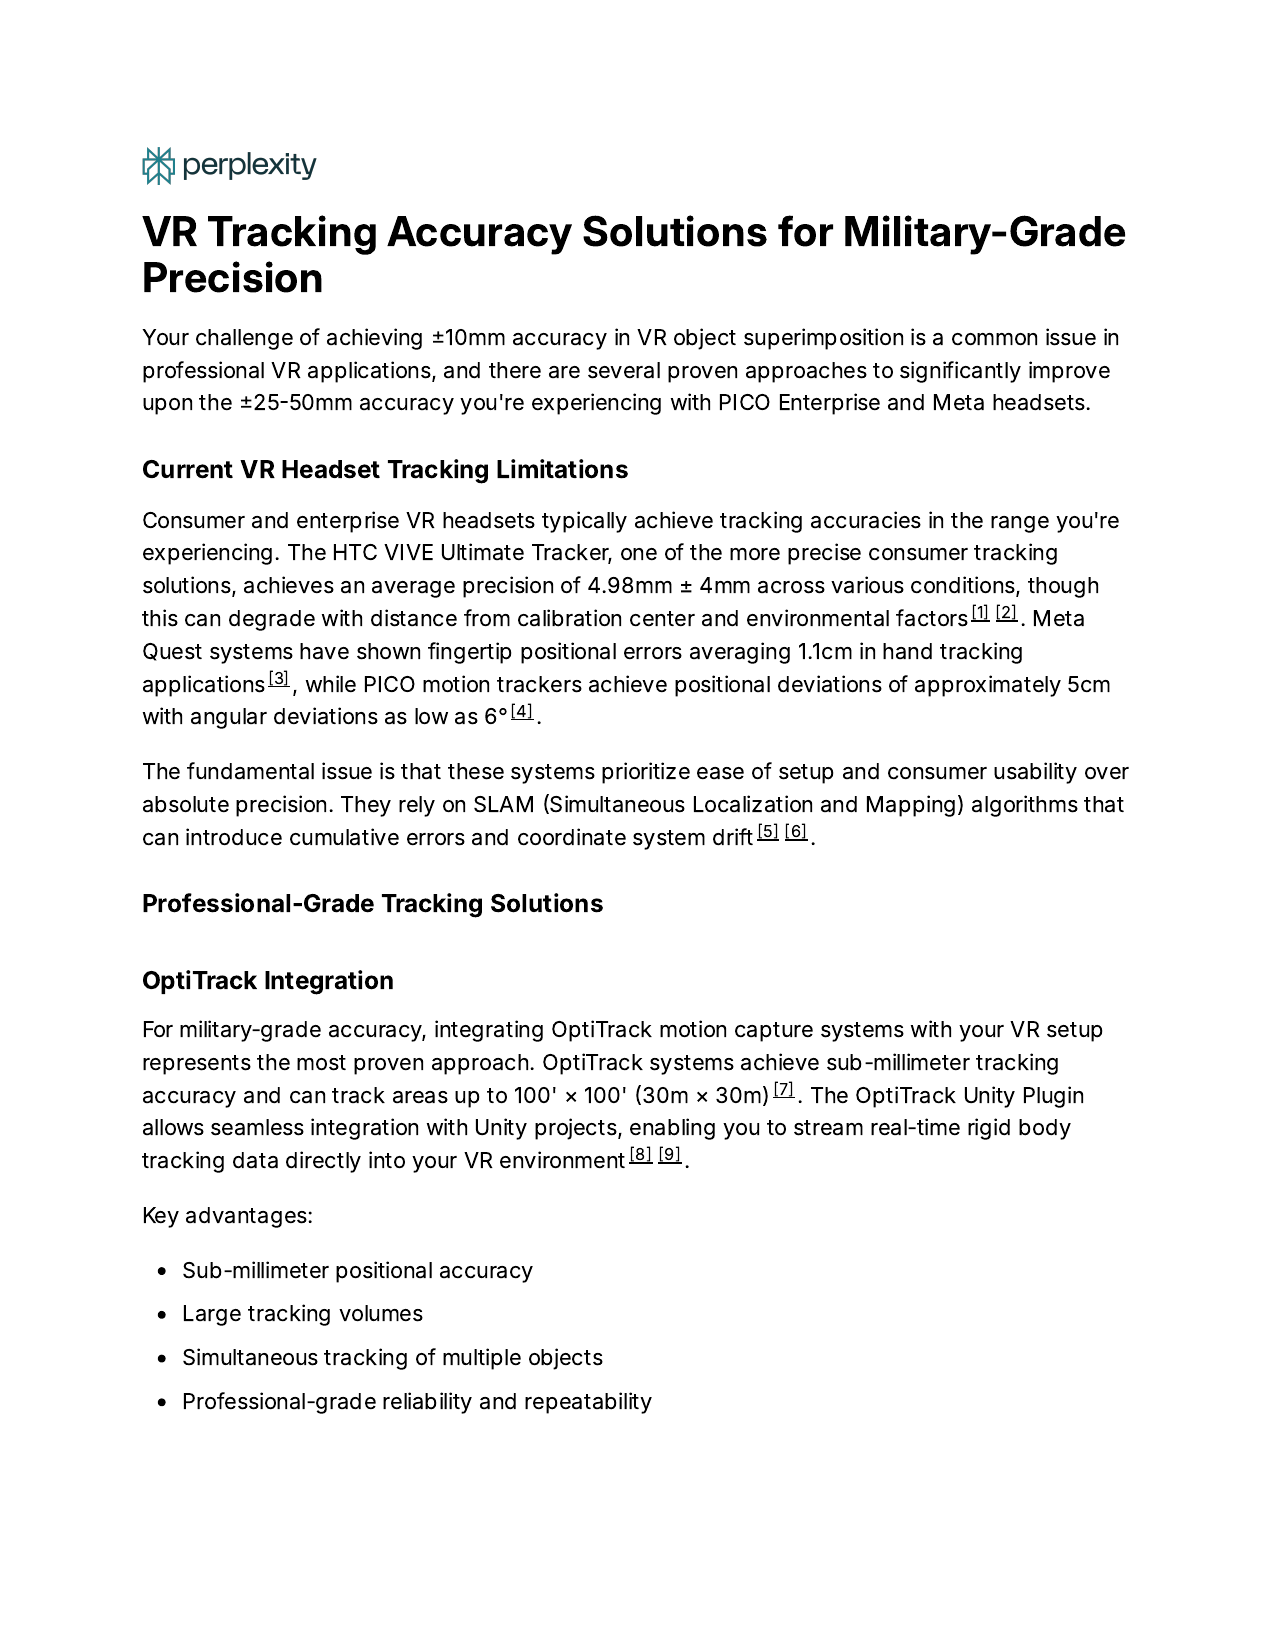 perplexity
VR Tracking Accuracy Solutions for Military-Grade
Precision
Your challenge of achieving ±10mm accuracy in VR object superimposition is a common issue in
professional VR applications, and there are several proven approaches to significantly improve
upon the ±25-50mm accuracy you're experiencing with PICO Enterprise and Meta headsets.
Current VR Headset Tracking Limitations
Consumer and enterprise VR headsets typically achieve tracking accuracies in the range you're
experiencing. The HTC VIVE Ultimate Tracker, one of the more precise consumer tracking
solutions, achieves an average precision of 4.98mm ± 4mm across various conditions, though
this can degrade with distance from calibration center and environmental factors [1] [2]. Meta
Quest systems have shown fingertip positional errors averaging 1.1cm in hand tracking
applications [3], while PICO motion trackers achieve positional deviations of approximately 5cm
with angular deviations as low as 6° [4].
The fundamental issue is that these systems prioritize ease of setup and consumer usability over
absolute precision. They rely on SLAM (Simultaneous Localization and Mapping) algorithms that
can introduce cumulative errors and coordinate system drift [5] [6].
Professional-Grade Tracking Solutions
OptiTrack Integration
For military-grade accuracy, integrating OptiTrack motion capture systems with your VR setup
represents the most proven approach. OptiTrack systems achieve sub-millimeter tracking
accuracy and can track areas up to 100' × 100' (30m × 30m) [7]. The OptiTrack Unity Plugin
allows seamless integration with Unity projects, enabling you to stream real-time rigid body
tracking data directly into your VR environment [8] [9].
Key advantages:
• Sub-millimeter positional accuracy
• Large tracking volumes
• Simultaneous tracking of multiple objects
• Professional-grade reliability and repeatability